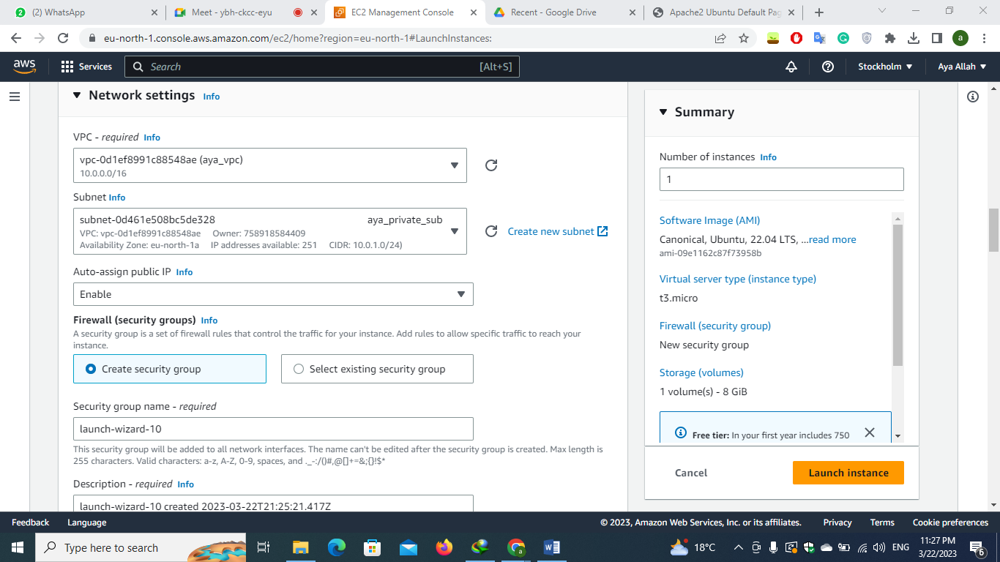 (2) WhatsApp
Meet - ybh-ckcc-eyu
EC2 Management Console
Recent - Google Drive
Apache2 Ubuntu Default Pag
eu-north-1.console.aws.amazon.com/ec2/home?region=eu-north-1#LaunchInstances:
a
aws
Services
Search
[Alt+S]
Stockholm
Aya Allah
Network settings Info
VPC - required Info
vpc-0d1ef8991c88548ae (aya_vpc)
10.0.0.0/16
Subnet Info
subnet-0d461e508bc5de328 aya_private_sub
VPC: vpc-0d1ef8991c88548ae Owner: 758918584409
Availability Zone: eu-north-1a IP addresses available: 251 CIDR: 10.0.1.0/24)
Create new subnet
Auto-assign public IP Info
Enable
Firewall (security groups) Info
A security group is a set of firewall rules that control the traffic for your instance. Add rules to allow specific traffic to reach your
instance.
Create security group
Select existing security group
Security group name - required
launch-wizard-10
This security group will be added to all network interfaces. The name can't be edited after the security group is created. Max length is
255 characters. Valid characters: a-z, A-Z, 0-9, spaces, and ._-:/()#,@[]+=&;{}!$*
Description - required Info
launch-wizard-10 created 2023-03-22T21:25:21.417Z
Summary
Number of instances Info
1
Software Image (AMI)
Canonical, Ubuntu, 22.04 LTS, ...read more
ami-09e1162c87f73958b
Virtual server type (instance type)
t3.micro
Firewall (security group)
New security group
Storage (volumes)
1 volume(s) - 8 GiB
Free tier: In your first year includes 750
Cancel
Launch instance
Feedback
Language
© 2023, Amazon Web Services, Inc. or its affiliates.
Privacy
Terms
Cookie preferences
Type here to search
18°C
ENG
11:27 PM
3/22/2023
6